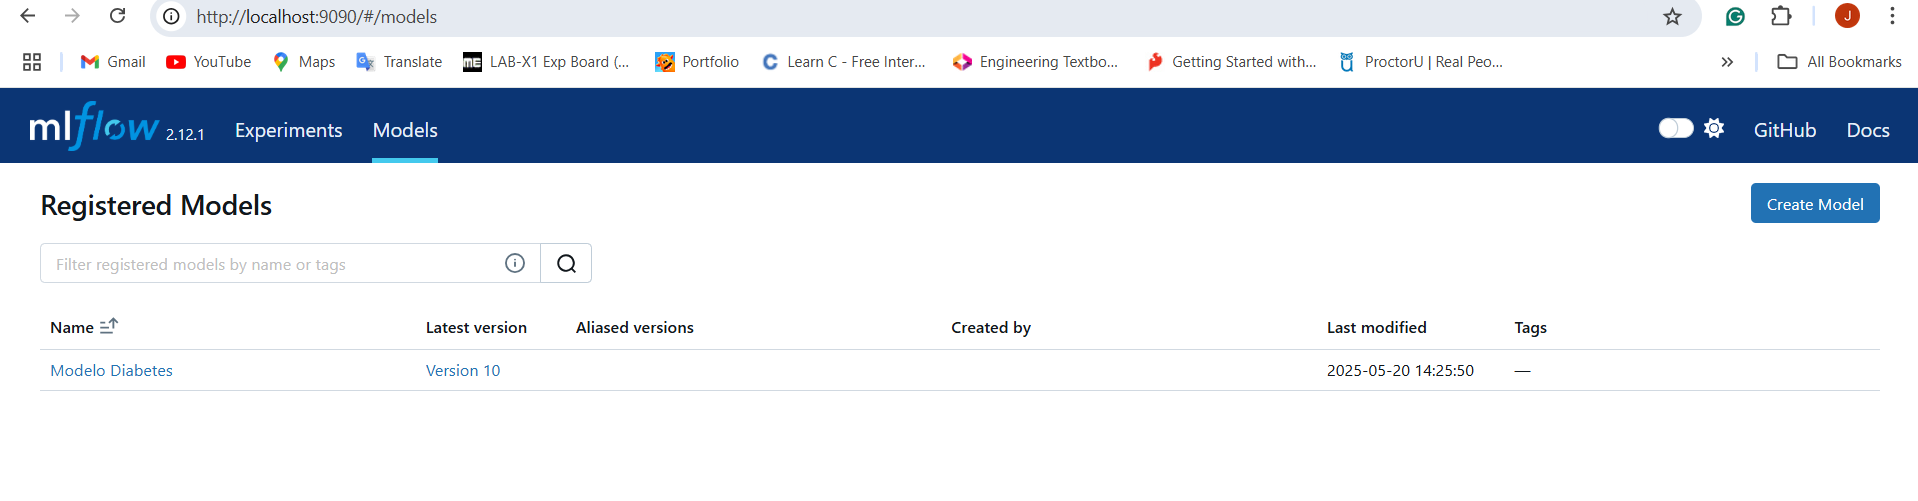 http://localhost:9090/#/models
Gmail YouTube Maps Translate LAB-X1 Exp Board (... Portfolio Learn C - Free Inter... Engineering Textbo... Getting Started with... ProctorU | Real Peo... All Bookmarks
mlflow 2.12.1 Experiments Models GitHub Docs
Registered Models
Create Model
Filter registered models by name or tags
Name Latest version Aliased versions Created by Last modified Tags
Modelo Diabetes Version 10 2025-05-20 14:25:50 —